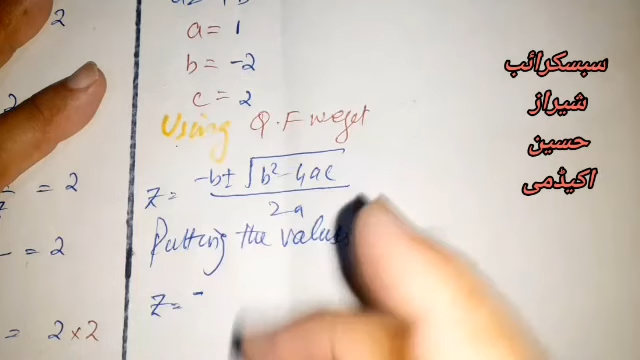 2
= 2
= 2
= 2×2
a = 1
b = -2
c = 2
Using Q.F we get
Z = -b±√b²-4ac
2a
Putting the values
Z = -
سبسکرائب
شیراز
حسین
اکیڈمی